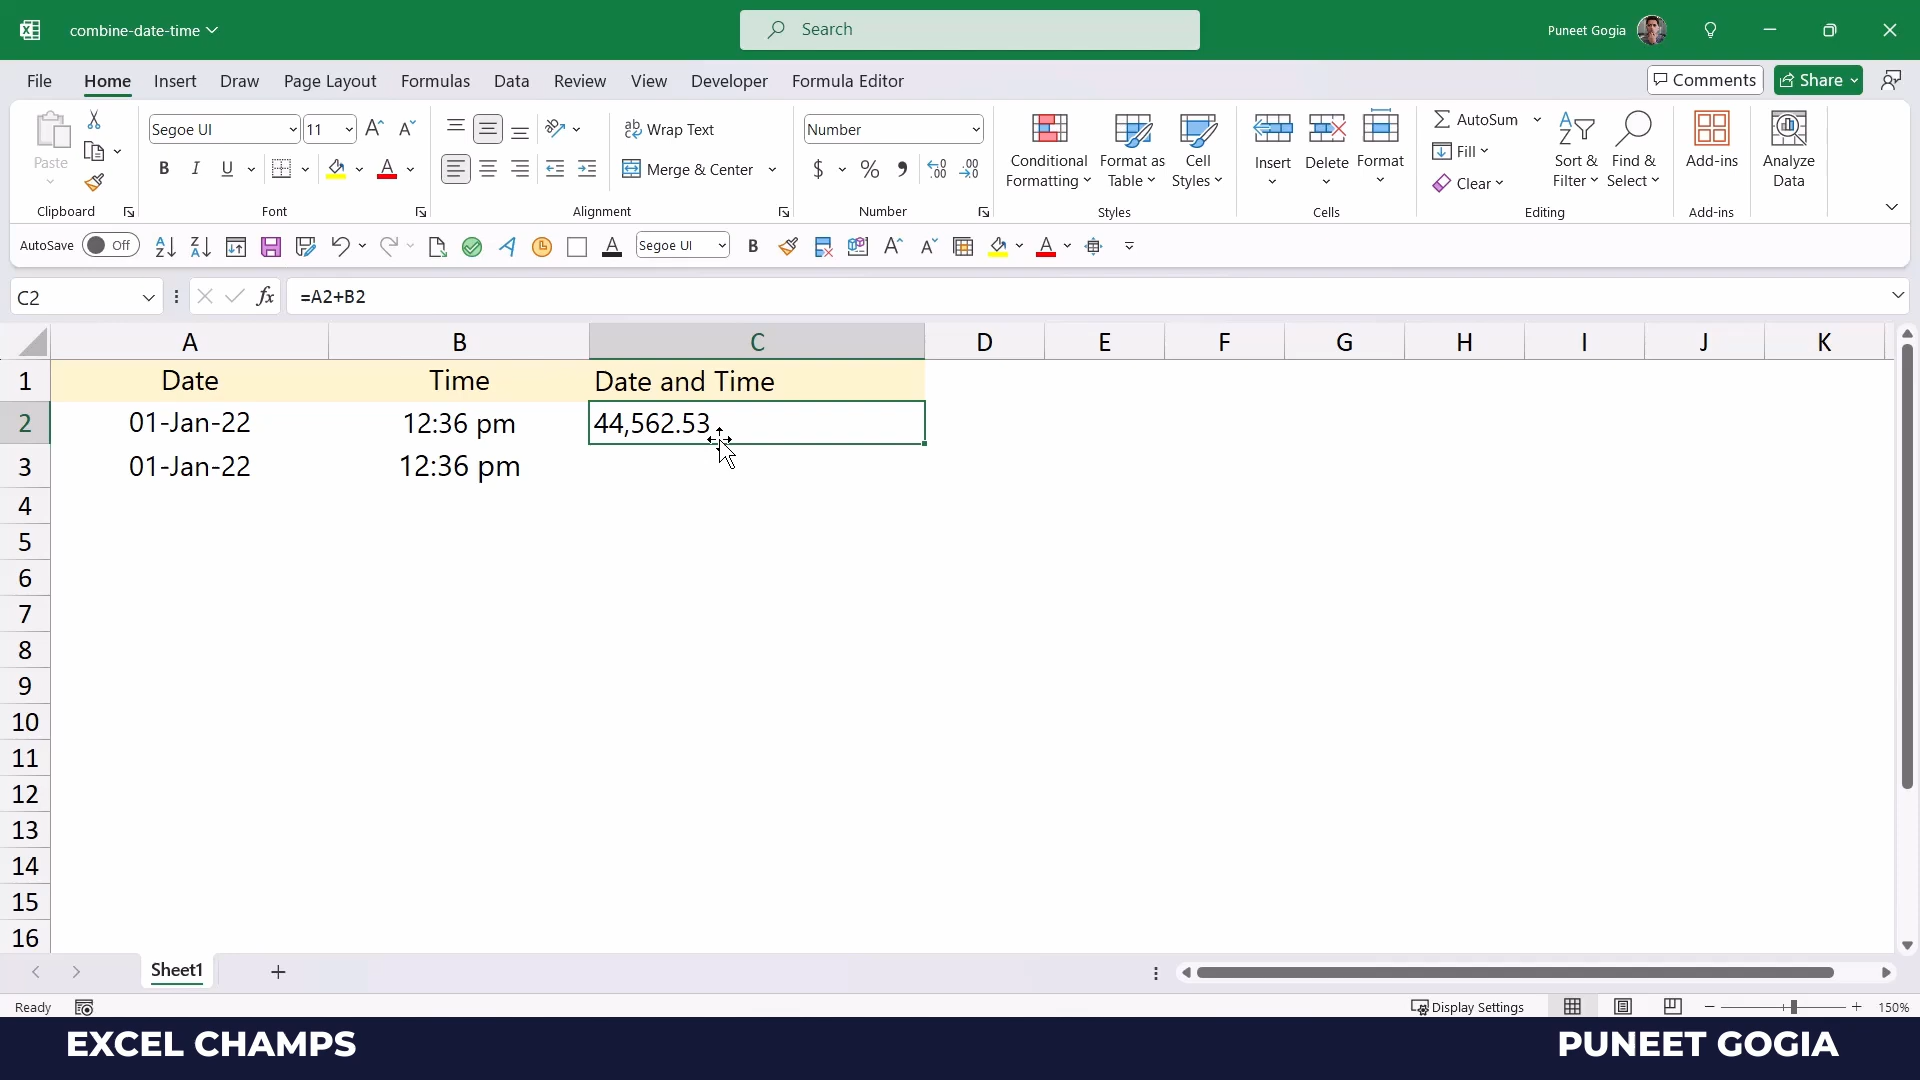 combine-date-time
Search
Puneet Gogia
File Home Insert Draw Page Layout Formulas Data Review View Developer Formula Editor
Comments Share
Paste
Clipboard
Segoe UI 11
B I U
A
Font
ab Wrap Text
Merge & Center
Alignment
Number
$ %
Number
Conditional Formatting
Format as Table
Cell Styles
Styles
Insert Delete Format
Cells
AutoSum
Fill
Clear
Sort & Filter
Find & Select
Editing
Add-ins
Add-ins
Analyze Data
AutoSave Off
Segoe UI
B
C2
fx
=A2+B2
A B C D E F G H I J K
1 Date Time Date and Time
2 01-Jan-22 12:36 pm 44,562.53
3 01-Jan-22 12:36 pm
4
5
6
7
8
9
10
11
12
13
14
15
16
Sheet1
Ready
Display Settings
150%
EXCEL CHAMPS
PUNEET GOGIA